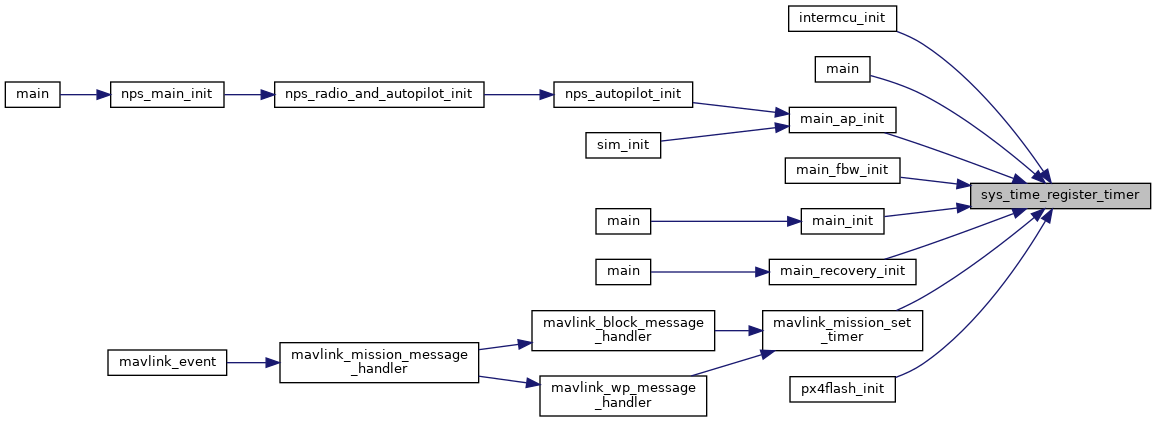 intermcu_init
main
main
nps_main_init
nps_radio_and_autopilot_init
nps_autopilot_init
main_ap_init
sim_init
main_fbw_init
sys_time_register_timer
main
main_init
main
main_recovery_init
mavlink_block_message
_handler
mavlink_mission_set
_timer
mavlink_event
mavlink_mission_message
_handler
mavlink_wp_message
_handler
px4flash_init